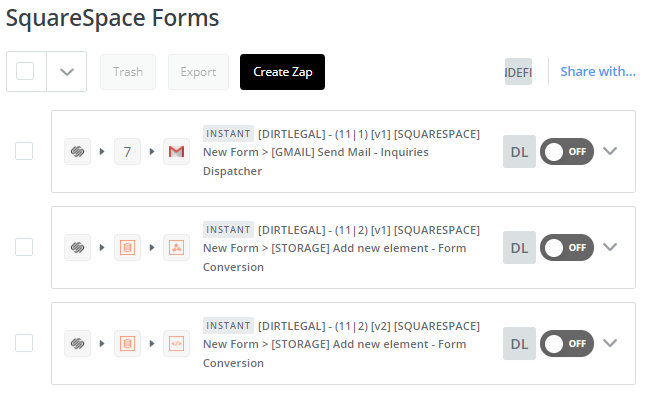 SquareSpace Forms
Trash
Export
Create Zap
NDEFI
Share with...
INSTANT [DIRTLEGAL] - (11|1) [v1] [SQUARESPACE]
7
New Form > [GMAIL] Send Mail - Inquiries
Dispatcher
DL
OFF
INSTANT [DIRTLEGAL] - (11|2) [v1] [SQUARESPACE]
New Form > [STORAGE] Add new element - Form
Conversion
DL
OFF
INSTANT [DIRTLEGAL] - (11|2) [v2] [SQUARESPACE]
New Form > [STORAGE] Add new element - Form
Conversion
DL
OFF